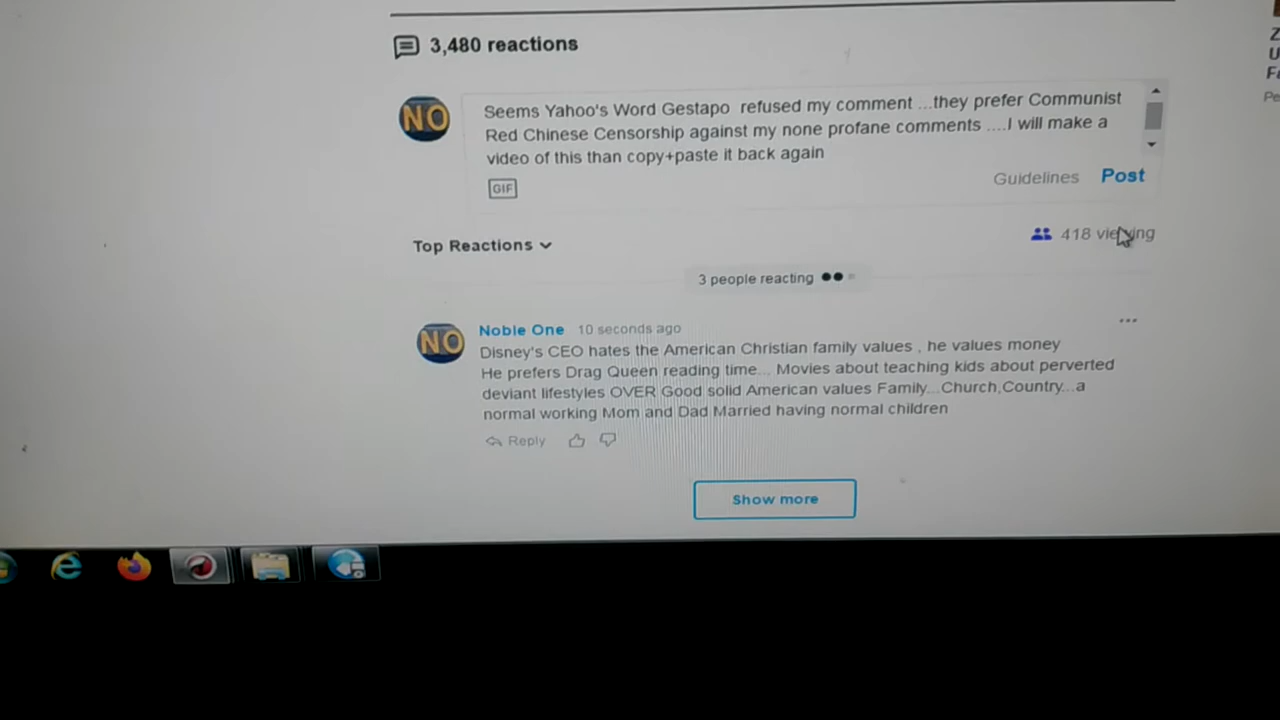 3,480 reactions
NO
Seems Yahoo's Word Gestapo refused my comment ...they prefer Communist
Red Chinese Censorship against my none profane comments ....I will make a
video of this than copy+paste it back again
GIF
Guidelines Post
Top Reactions
418 viewing
3 people reacting
NO
Noble One 10 seconds ago
Disney's CEO hates the American Christian family values , he values money
He prefers Drag Queen reading time... Movies about teaching kids about perverted
deviant lifestyles OVER Good solid American values Family...Church,Country...a
normal working Mom and Dad Married having normal children
Reply
Show more